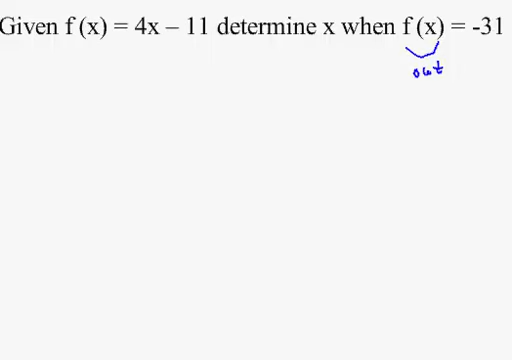 Given f (x) = 4x – 11 determine x when f (x) = -31
out